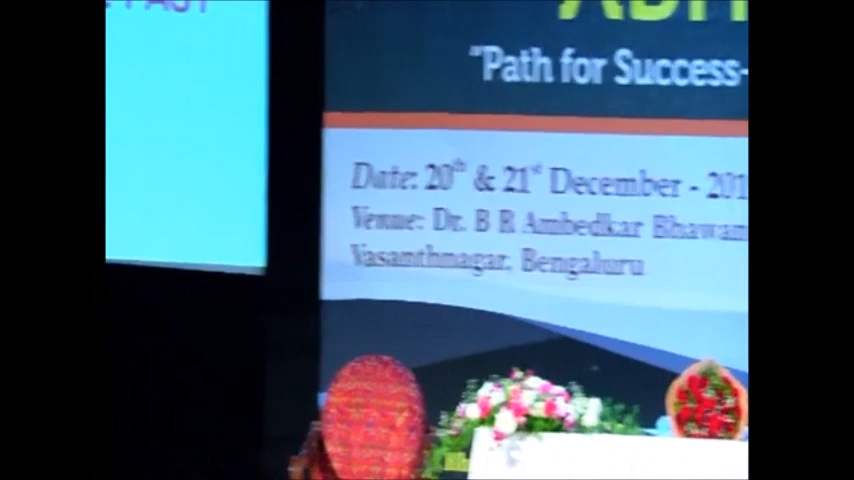 "Path for Success-
Date: 20th & 21st December - 201
Venue: Dr. B R Ambedkar Bhawan
Vasanthnagar, Bengaluru